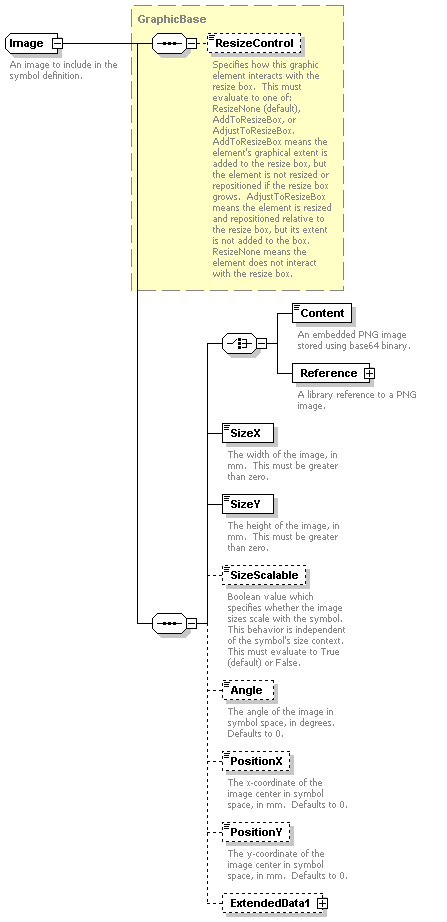 GraphicBase
Image
An image to include in the
symbol definition.
ResizeControl
Specifies how this graphic
element interacts with the
resize box.  This must
evaluate to one of:
ResizeNone (default),
AddToResizeBox, or
AdjustToResizeBox.
AddToResizeBox means the
element's graphical extent is
added to the resize box, but
the element is not resized or
repositioned if the resize box
grows.  AdjustToResizeBox
means the element is resized
and repositioned relative to
the resize box, but its extent
is not added to the box.
ResizeNone means the
element does not interact
with the resize box.
Content
An embedded PNG image
stored using base64 binary.
Reference
A library reference to a PNG
image.
SizeX
The width of the image, in
mm.  This must be greater
than zero.
SizeY
The height of the image, in
mm.  This must be greater
than zero.
SizeScalable
Boolean value which
specifies whether the image
sizes scale with the symbol.
This behavior is independent
of the symbol's size context.
This must evaluate to True
(default) or False.
Angle
The angle of the image in
symbol space, in degrees.
Defaults to 0.
PositionX
The x-coordinate of the
image center in symbol
space, in mm.  Defaults to 0.
PositionY
The y-coordinate of the
image center in symbol
space, in mm.  Defaults to 0.
ExtendedData1